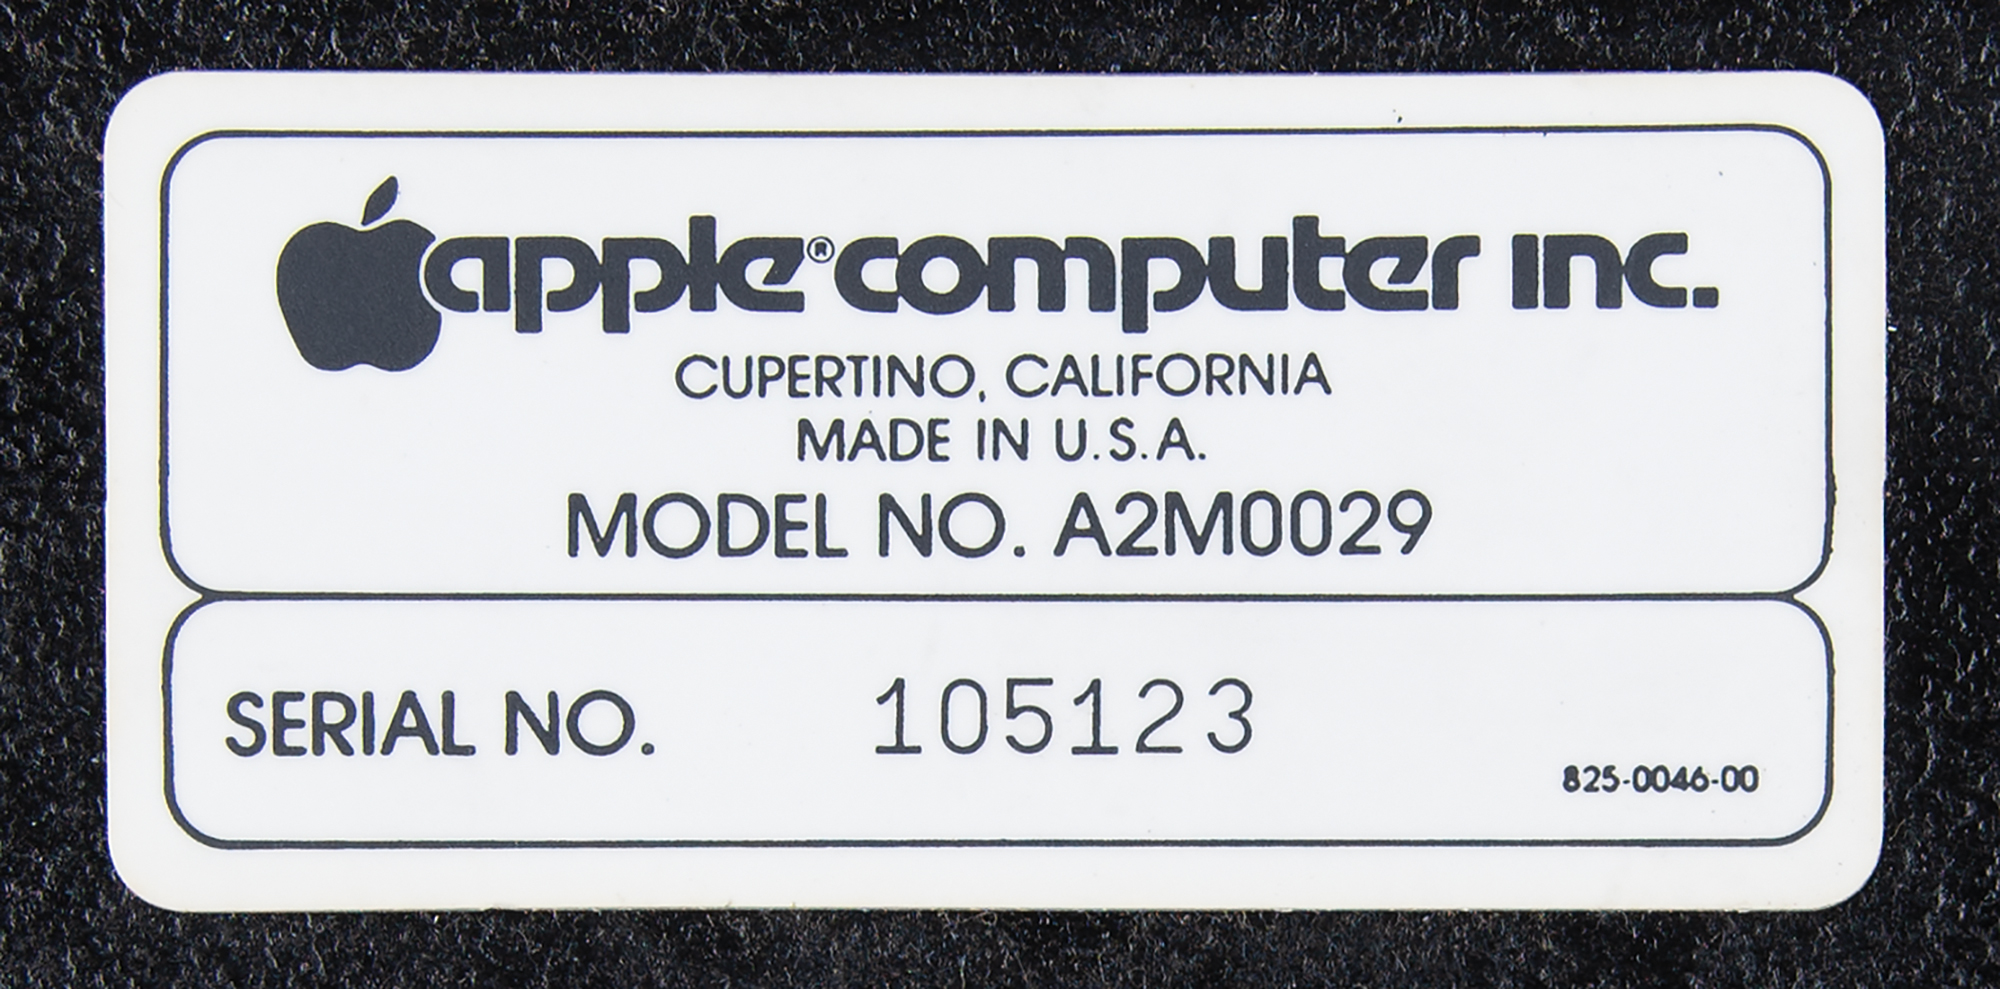 apple® computer inc.
CUPERTINO, CALIFORNIA
MADE IN U.S.A.
MODEL NO. A2M0029
SERIAL NO. 105123
825-0046-00